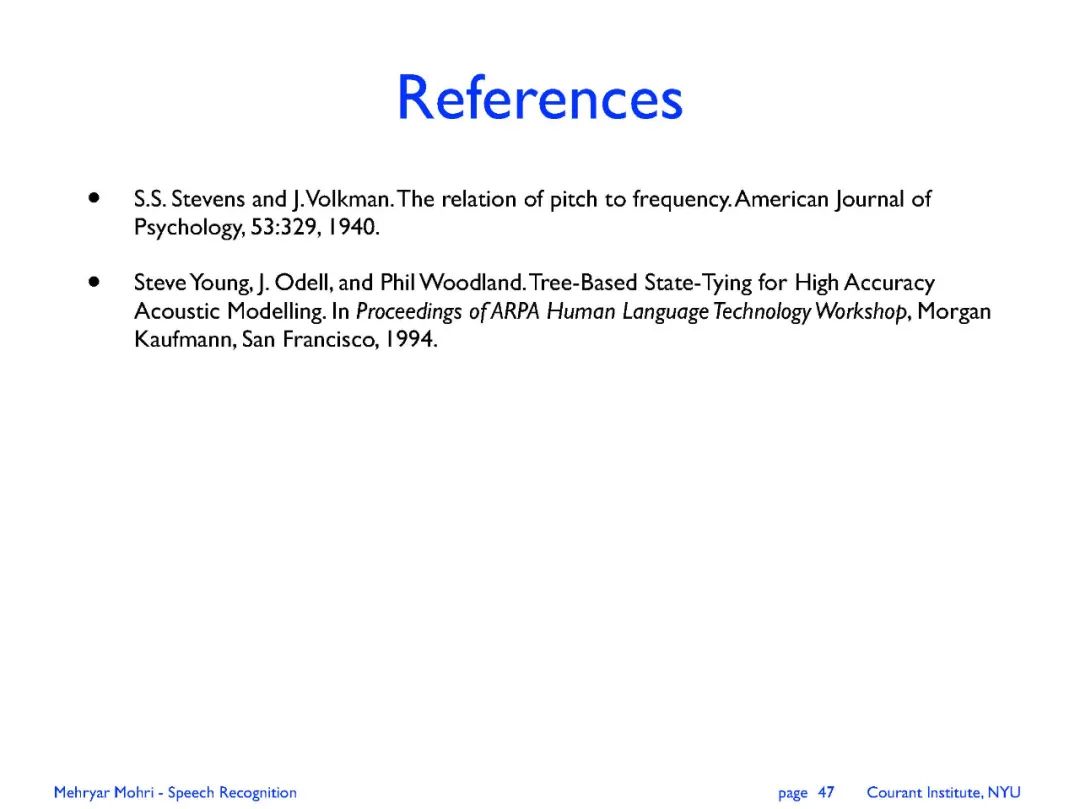 References
• S.S. Stevens and J. Volkman. The relation of pitch to frequency. American Journal of
Psychology, 53:329, 1940.
• Steve Young, J. Odell, and Phil Woodland. Tree-Based State-Tying for High Accuracy
Acoustic Modelling. In Proceedings of ARPA Human Language Technology Workshop, Morgan
Kaufmann, San Francisco, 1994.
Mehryar Mohri - Speech Recognition page 47 Courant Institute, NYU